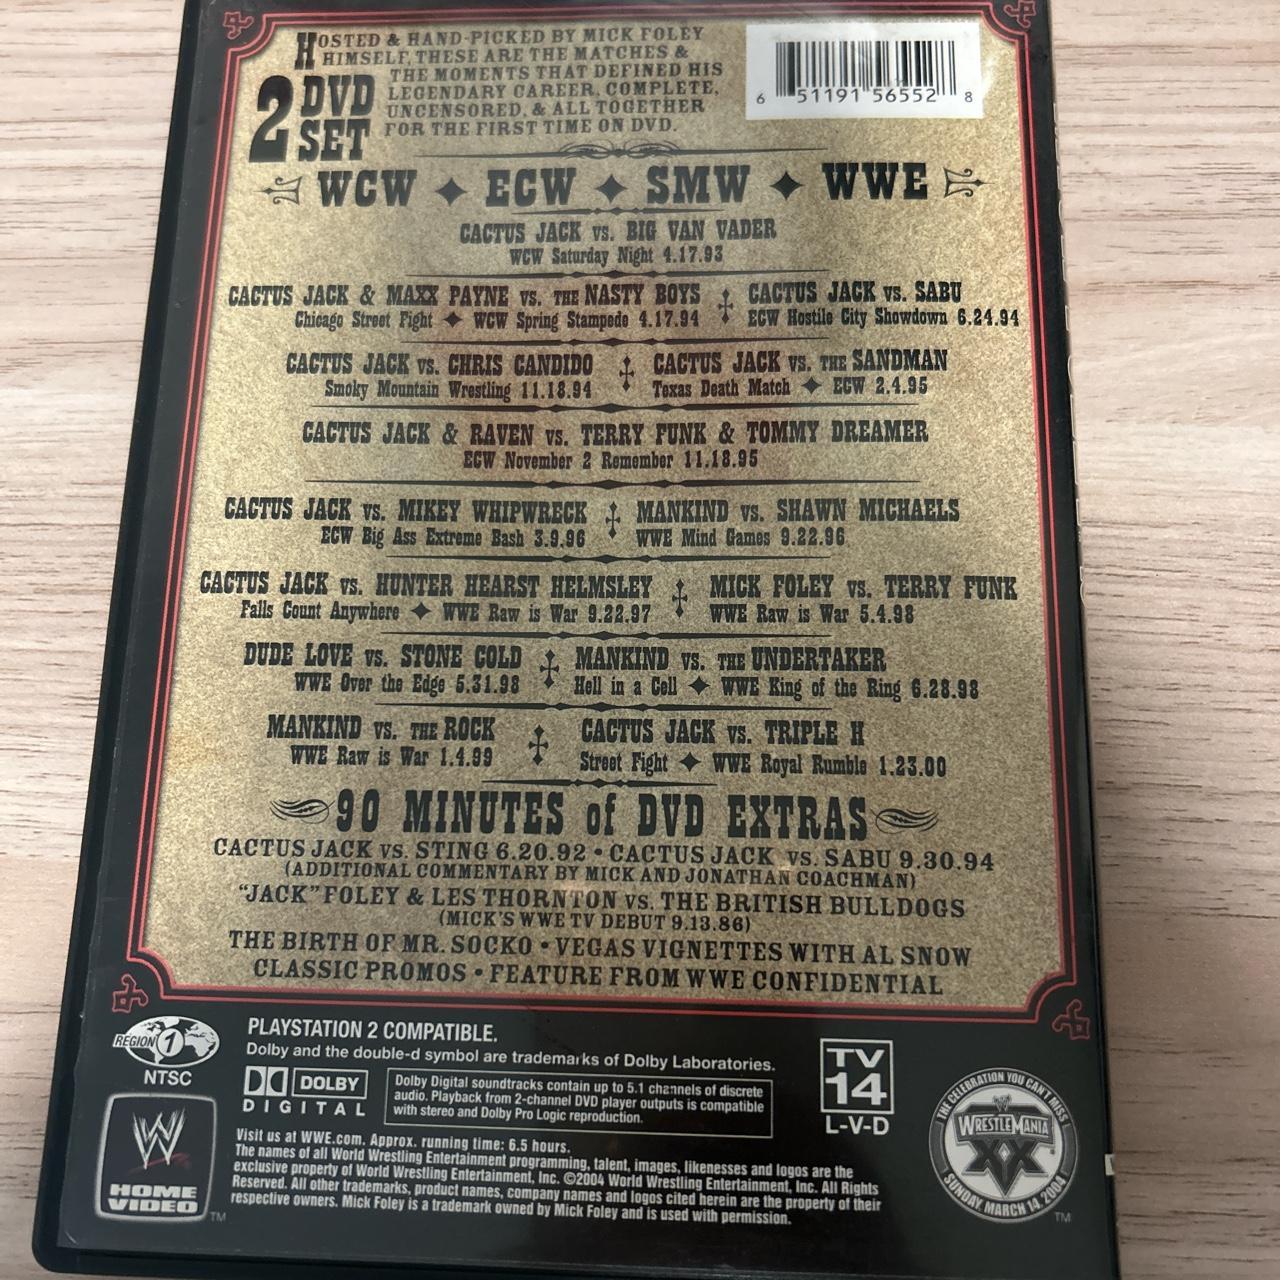 HOSTED & HAND-PICKED BY MICK FOLEY
HIMSELF, THESE ARE THE MATCHES &
THE MOMENTS THAT DEFINED HIS
LEGENDARY CAREER, COMPLETE,
UNCENSORED, & ALL TOGETHER
FOR THE FIRST TIME ON DVD.
2 DVD
SET
6 51191 56552 8
WCW ECW SMW WWE
CACTUS JACK VS. BIG VAN VADER
WCW Saturday Night 4.17.93
CACTUS JACK & MAXX PAYNE VS. THE NASTY BOYS
Chicago Street Fight WCW Spring Stampede 4.17.94
CACTUS JACK VS. SABU
ECW Hostile City Showdown 6.24.94
CACTUS JACK VS. CHRIS CANDIDO
Smoky Mountain Wrestling 11.18.94
CACTUS JACK VS. THE SANDMAN
Texas Death Match ECW 2.4.95
CACTUS JACK & RAVEN VS. TERRY FUNK & TOMMY DREAMER
ECW November 2 Remember 11.18.95
CACTUS JACK VS. MIKEY WHIPWRECK
ECW Big Ass Extreme Bash 3.9.96
MANKIND VS. SHAWN MICHAELS
WWE Mind Games 9.22.96
CACTUS JACK VS. HUNTER HEARST HELMSLEY
Falls Count Anywhere WWE Raw is War 9.22.97
MICK FOLEY VS. TERRY FUNK
WWE Raw is War 5.4.98
DUDE LOVE VS. STONE COLD
WWE Over the Edge 5.31.98
MANKIND VS. THE UNDERTAKER
Hell in a Cell WWE King of the Ring 6.28.98
MANKIND VS. THE ROCK
WWE Raw is War 1.4.99
CACTUS JACK VS. TRIPLE H
Street Fight WWE Royal Rumble 1.23.00
90 MINUTES of DVD EXTRAS
CACTUS JACK VS. STING 6.20.92 • CACTUS JACK VS. SABU 9.30.94
(ADDITIONAL COMMENTARY BY MICK AND JONATHAN COACHMAN)
"JACK" FOLEY & LES THORNTON VS. THE BRITISH BULLDOGS
(MICK'S WWE TV DEBUT 9.13.86)
THE BIRTH OF MR. SOCKO • VEGAS VIGNETTES WITH AL SNOW
CLASSIC PROMOS • FEATURE FROM WWE CONFIDENTIAL
REGION 1
NTSC
PLAYSTATION 2 COMPATIBLE.
Dolby and the double-d symbol are trademarks of Dolby Laboratories.
DOLBY
DIGITAL
Dolby Digital soundtracks contain up to 5.1 channels of discrete
audio. Playback from 2-channel DVD player outputs is compatible
with stereo and Dolby Pro Logic reproduction.
TV
14
L-V-D
W
HOME
VIDEO
TM
Visit us at WWE.com. Approx. running time: 6.5 hours.
The names of all World Wrestling Entertainment programming, talent, images, likenesses and logos are the
exclusive property of World Wrestling Entertainment, Inc. ©2004 World Wrestling Entertainment, Inc. All Rights
Reserved. All other trademarks, product names, company names and logos cited herein are the property of their
respective owners. Mick Foley is a trademark owned by Mick Foley and is used with permission.
THE CELEBRATION YOU CAN'T MISS!
WRESTLEMANIA
XX
SUNDAY, MARCH 14, 2004
TM